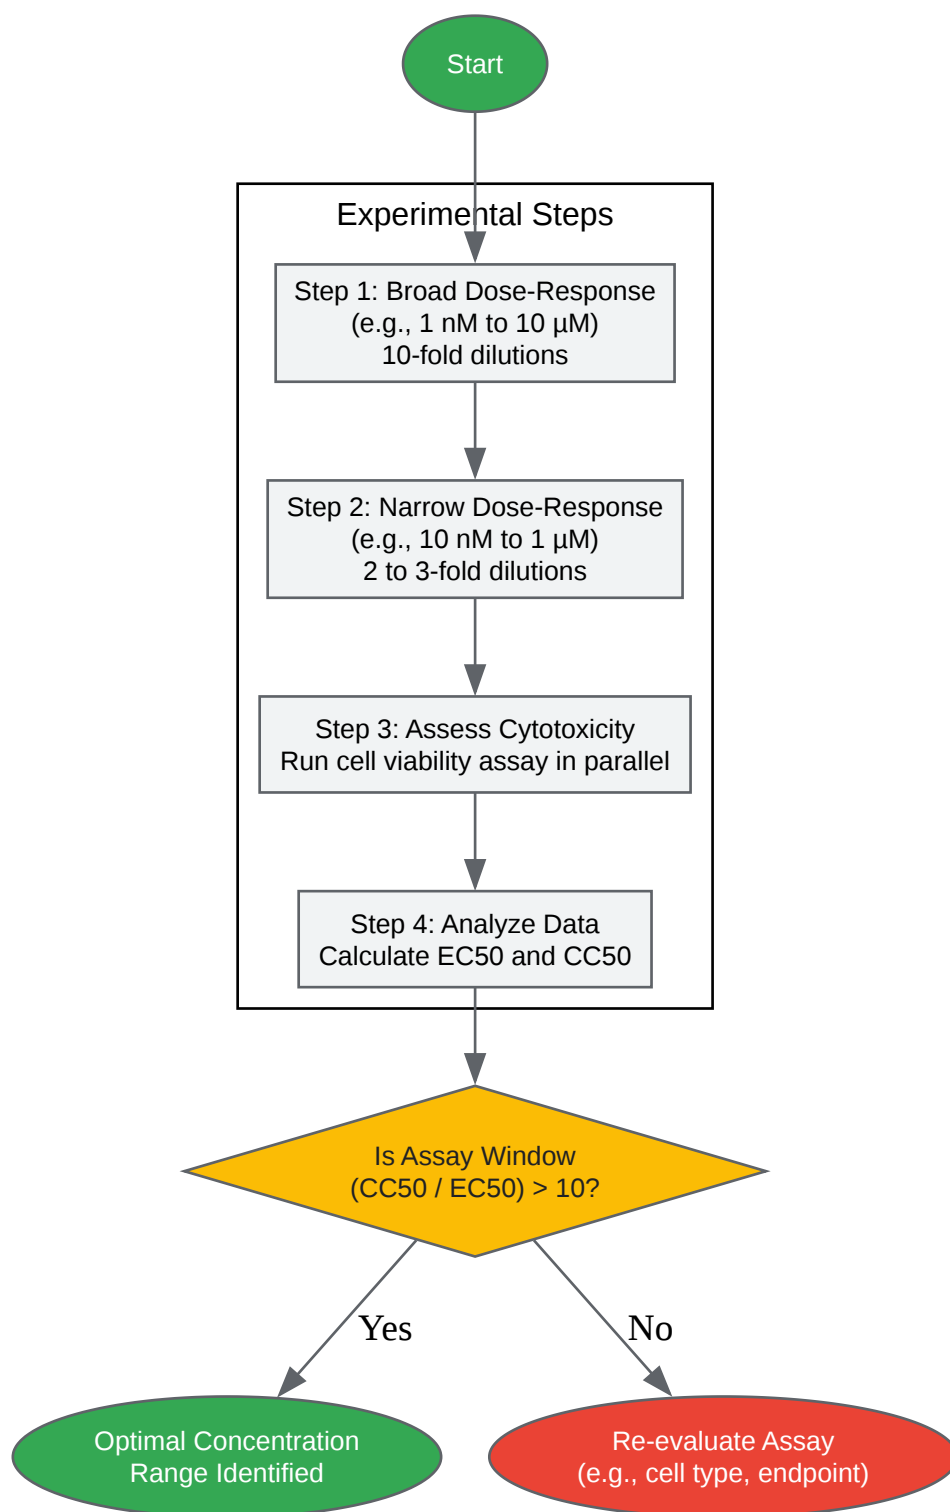 Start
Experimental Steps
Step 1: Broad Dose-Response
(e.g., 1 nM to 10 µM)
10-fold dilutions
Step 2: Narrow Dose-Response
(e.g., 10 nM to 1 µM)
2 to 3-fold dilutions
Step 3: Assess Cytotoxicity
Run cell viability assay in parallel
Step 4: Analyze Data
Calculate EC50 and CC50
Is Assay Window
(CC50 / EC50) > 10?
Yes
No
Optimal Concentration
Range Identified
Re-evaluate Assay
(e.g., cell type, endpoint)